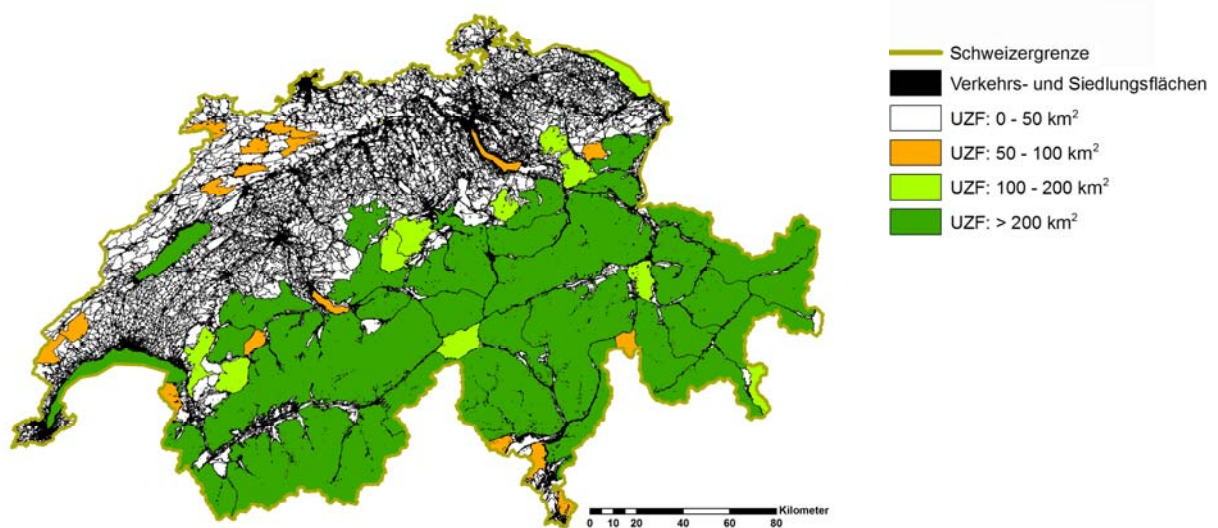 Schweizergrenze
Verkehrs- und Siedlungsflächen
UZF: 0 - 50 km²
UZF: 50 - 100 km²
UZF: 100 - 200 km²
UZF: > 200 km²
Kilometer
0 5 10 20 40 60 80